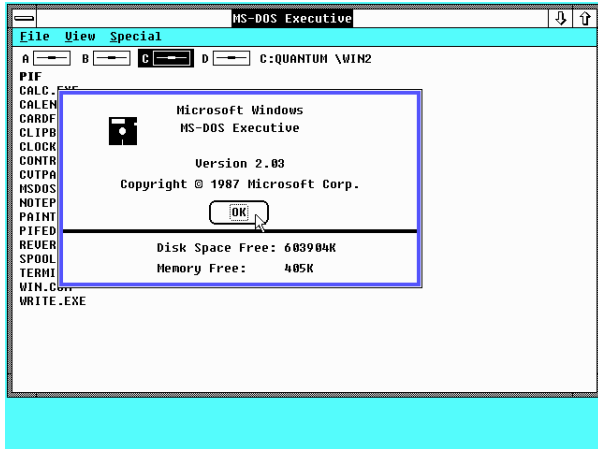 MS-DOS Executive
File View Special
A B C D C:QUANTUM \WIN2
PIF
CALC.EXE
CALEN
CARDF
CLIPB
CLOCK
CONTR
CUTPA
MSDOS
NOTEP
PAINT
PIFED
REVER
SPOOL
TERMI
WIN.COM
WRITE.EXE
Microsoft Windows
MS-DOS Executive
Version 2.03
Copyright © 1987 Microsoft Corp.
OK
Disk Space Free: 603904K
Memory Free: 405K